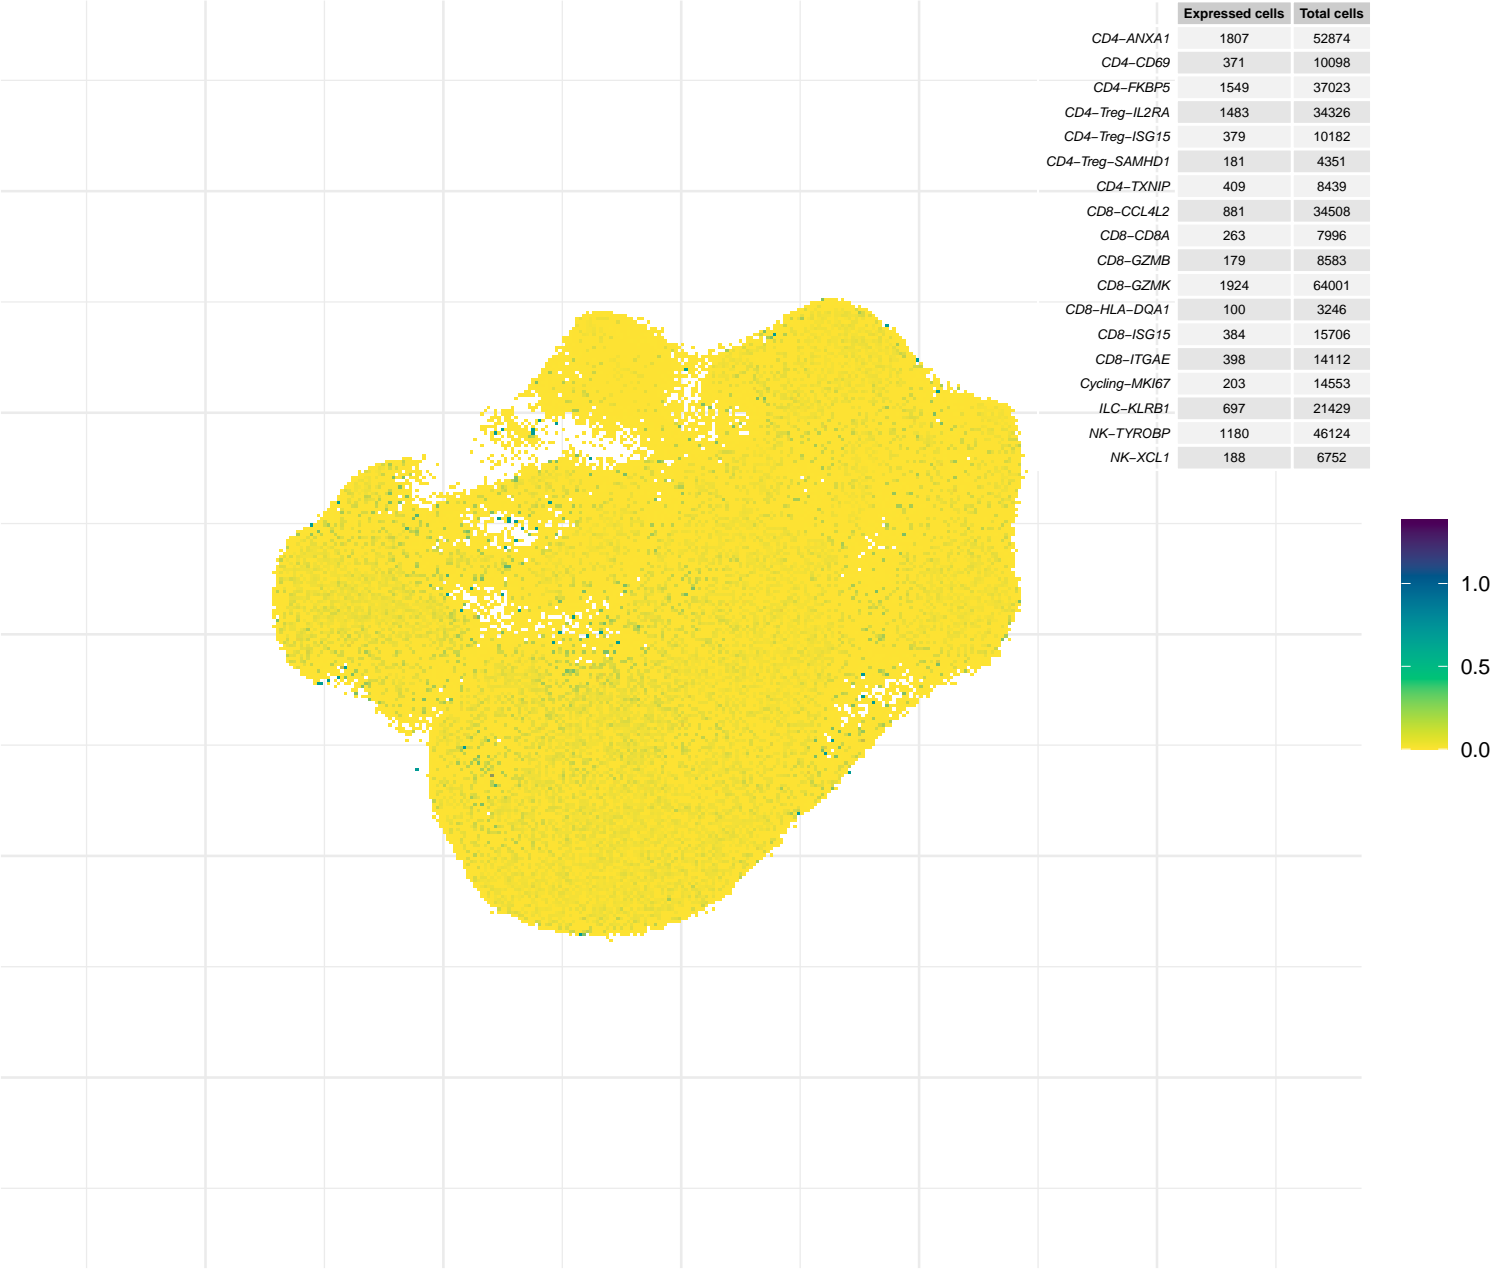 Expressed cells Total cells
CD4−ANXA1 1807 52874
CD4−CD69 371 10098
CD4−FKBP5 1549 37023
CD4−Treg−IL2RA 1483 34326
CD4−Treg−ISG15 379 10182
CD4−Treg−SAMHD1 181 4351
CD4−TXNIP 409 8439
CD8−CCL4L2 881 34508
CD8−CD8A 263 7996
CD8−GZMB 179 8583
CD8−GZMK 1924 64001
CD8−HLA−DQA1 100 3246
CD8−ISG15 384 15706
CD8−ITGAE 398 14112
Cycling−MKI67 203 14553
ILC−KLRB1 697 21429
NK−TYROBP 1180 46124
NK−XCL1 188 6752
1.0
0.5
0.0